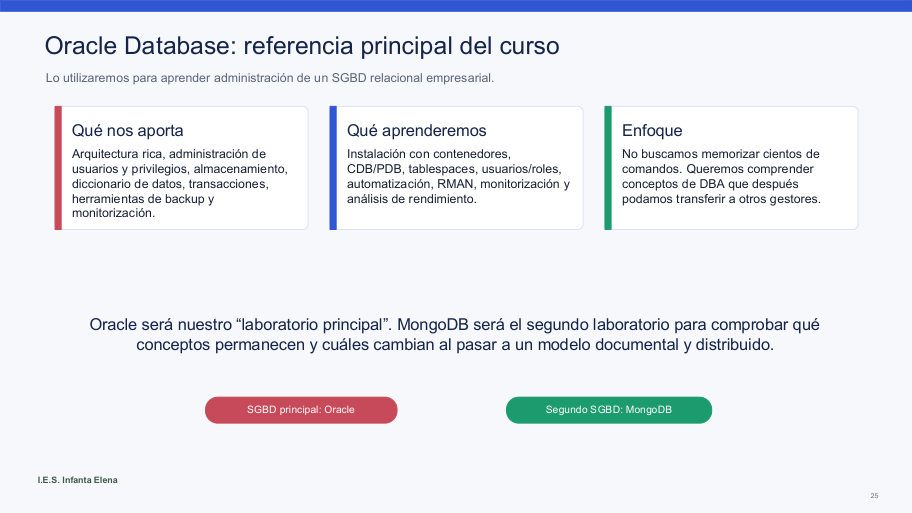 Oracle Database: referencia principal del curso
Lo utilizaremos para aprender administración de un SGBD relacional empresarial.
Qué nos aporta
Arquitectura rica, administración de
usuarios y privilegios, almacenamiento,
diccionario de datos, transacciones,
herramientas de backup y
monitorización.
Qué aprenderemos
Instalación con contenedores,
CDB/PDB, tablespaces, usuarios/roles,
automatización, RMAN, monitorización y
análisis de rendimiento.
Enfoque
No buscamos memorizar cientos de
comandos. Queremos comprender
conceptos de DBA que después
podamos transferir a otros gestores.
Oracle será nuestro “laboratorio principal”. MongoDB será el segundo laboratorio para comprobar qué
conceptos permanecen y cuáles cambian al pasar a un modelo documental y distribuido.
SGBD principal: Oracle
Segundo SGBD: MongoDB
I.E.S. Infanta Elena
25